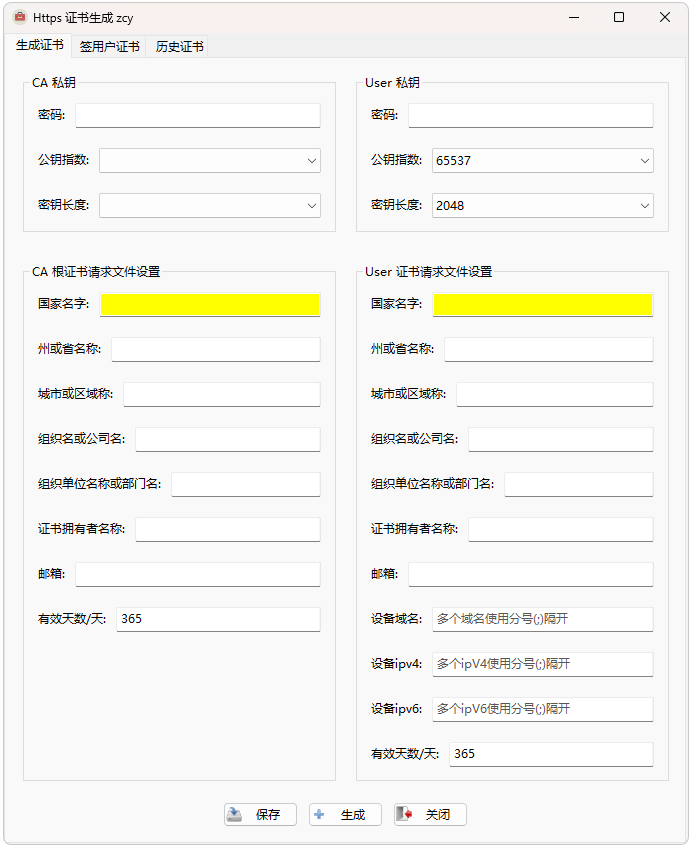 Https 证书生成 zcy
生成证书 签用户证书 历史证书
CA 私钥
密码:
公钥指数:
密钥长度:
User 私钥
密码:
公钥指数: 65537
密钥长度: 2048
CA 根证书请求文件设置
国家名字:
州或省名称:
城市或区域称:
组织名或公司名:
组织单位名称或部门名:
证书拥有者名称:
邮箱:
有效天数/天: 365
User 证书请求文件设置
国家名字:
州或省名称:
城市或区域称:
组织名或公司名:
组织单位名称或部门名:
证书拥有者名称:
邮箱:
设备域名: 多个域名使用分号(;)隔开
设备ipv4: 多个ipV4使用分号(;)隔开
设备ipv6: 多个ipV6使用分号(;)隔开
有效天数/天: 365
保存 生成 关闭